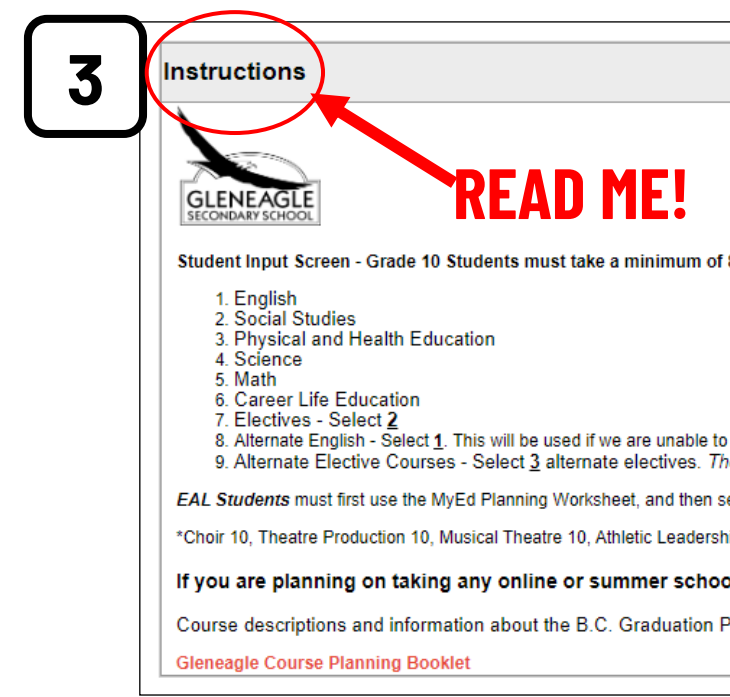 3
Instructions
READ ME!
GLENEAGLE
SECONDARY SCHOOL
Student Input Screen - Grade 10 Students must take a minimum of
1. English
2. Social Studies
3. Physical and Health Education
4. Science
5. Math
6. Career Life Education
7. Electives - Select 2
8. Alternate English - Select 1. This will be used if we are unable to
9. Alternate Elective Courses - Select 3 alternate electives.
EAL Students must first use the MyEd Planning Worksheet, and then
*Choir 10, Theatre Production 10, Musical Theatre 10, Athletic
If you are planning on taking any online or summer
Course descriptions and information about the B.C. Graduation
Gleneagle Course Planning Booklet